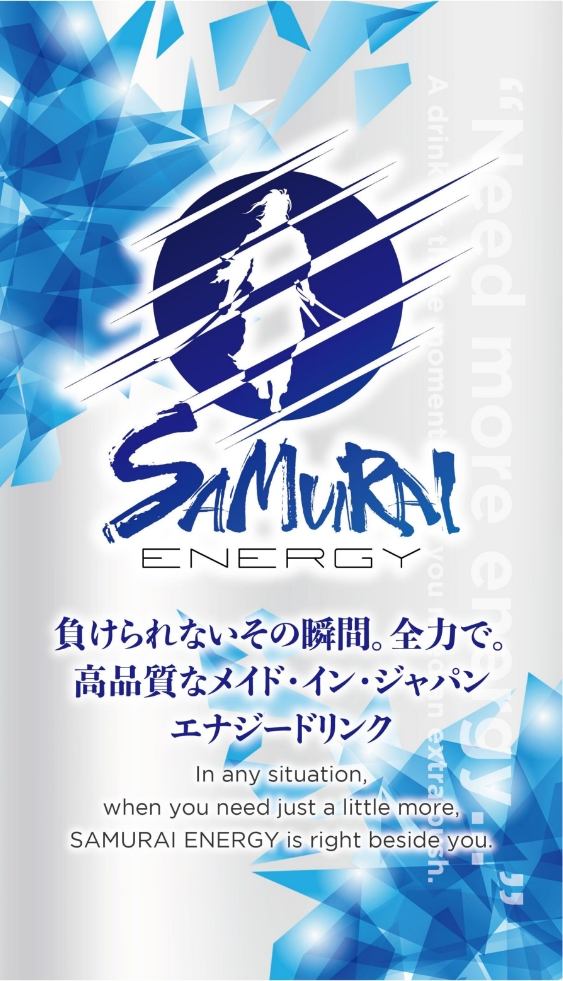 SAMURAI
ENERGY
負けられないその瞬間。全力で。
高品質なメイド・イン・ジャパン
エナジードリンク
In any situation,
when you need just a little more,
SAMURAI ENERGY is right beside you.
“Need more energy...”
A drink the moment you n in extra push.